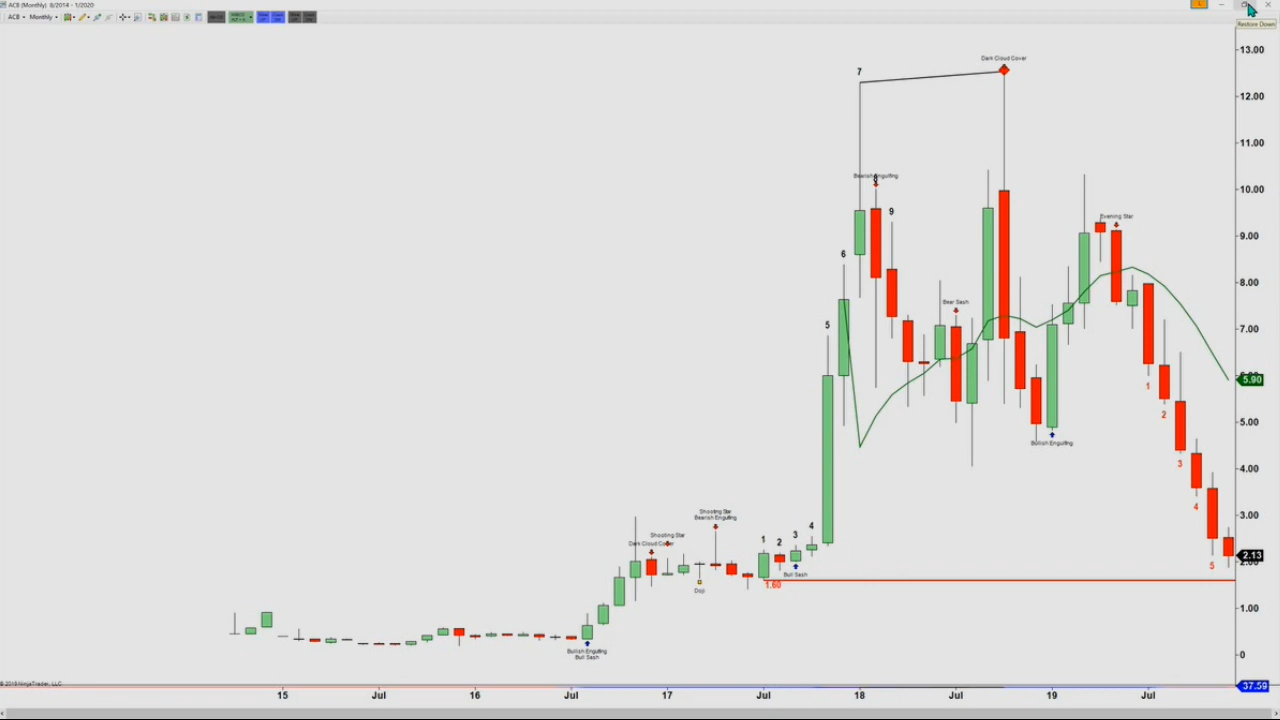 ACB (Monthly) 8/2014 - 1/2020
ACB Monthly
Restore Down
13.00
12.00
11.00
10.00
9.00
8.00
7.00
5.90
5.00
4.00
3.00
2.13
1.00
0
37.59
7
Dark Cloud Cover
Bearish Engulfing
8
9
6
5
Bear Sash
Evening Star
Bullish Engulfing
1
2
3
4
5
Shooting Star
Bearish Engulfing
Shooting Star
Dark Cloud Cover
1
2
3
4
Bull Sash
Doji
1.60
Bullish Engulfing
Bull Sash
© 2019 NinjaTrader, LLC
15
Jul
16
Jul
17
Jul
18
Jul
19
Jul